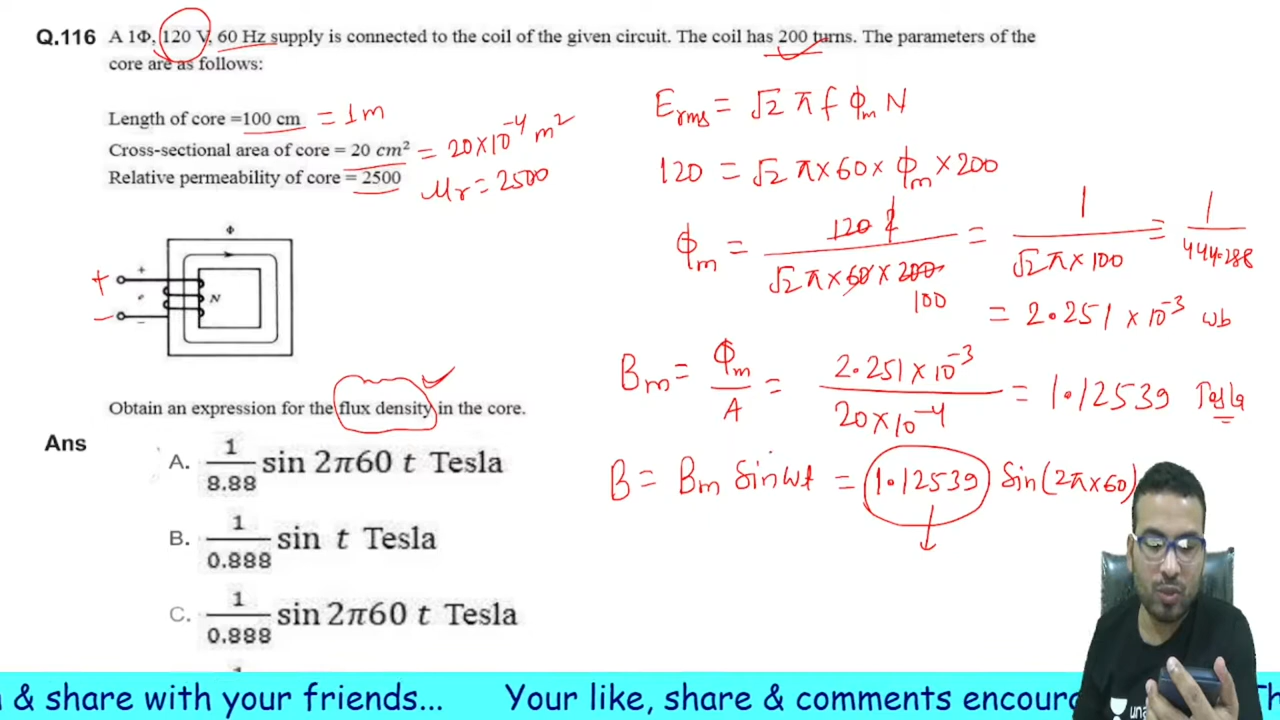 Q.116 A 1Φ, 120 V, 60 Hz supply is connected to the coil of the given circuit. The coil has 200 turns. The parameters of the
core are as follows:
Length of core =100 cm = 1m
Cross-sectional area of core = 20 cm² = 20×10⁻⁴ m²
Relative permeability of core = 2500 μr = 2500
Φ
+ +
e N
− −
Obtain an expression for the flux density in the core.
Ans
A. 1/8.88 sin 2π60 t Tesla
B. 1/0.888 sin t Tesla
C. 1/0.888 sin 2π60 t Tesla
1
Erms = √2 π f ϕm N
120 = √2 π×60× ϕm ×200
ϕm = 120 1 / √2 π×60×200 100 = 1 / √2 π×100 = 1 / 444.288
= 2.251 ×10⁻³ wb
Bm = ϕm / A = 2.251×10⁻³ / 20×10⁻⁴ = 1.12539 Tesla
B = Bm Sinωt = 1.12539 Sin(2π×60)
& share with your friends... Your like, share & comments encour